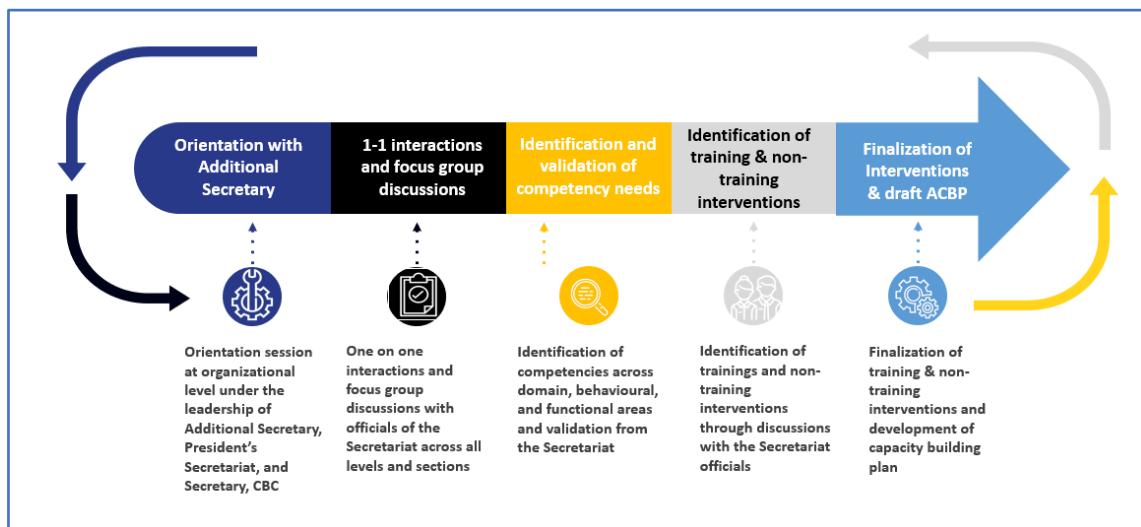 Orientation with
Additional
Secretary
1-1 interactions
and focus group
discussions
Identification and
validation of
competency needs
Identification of
training & non-
training
interventions
Finalization of
Interventions
& draft ACBP
Orientation session
at organizational
level under the
leadership of
Additional Secretary,
President's
Secretariat, and
Secretary, CBC
One on one
interactions and
focus group
discussions with
officials of the
Secretariat across all
levels and sections
Identification of
competencies across
domain, behavioural,
and functional areas
and validation from
the Secretariat
Identification of
trainings and non-
training
interventions
through discussions
with the Secretariat
officials
Finalization of
training & non-
training
interventions and
development of
capacity building
plan